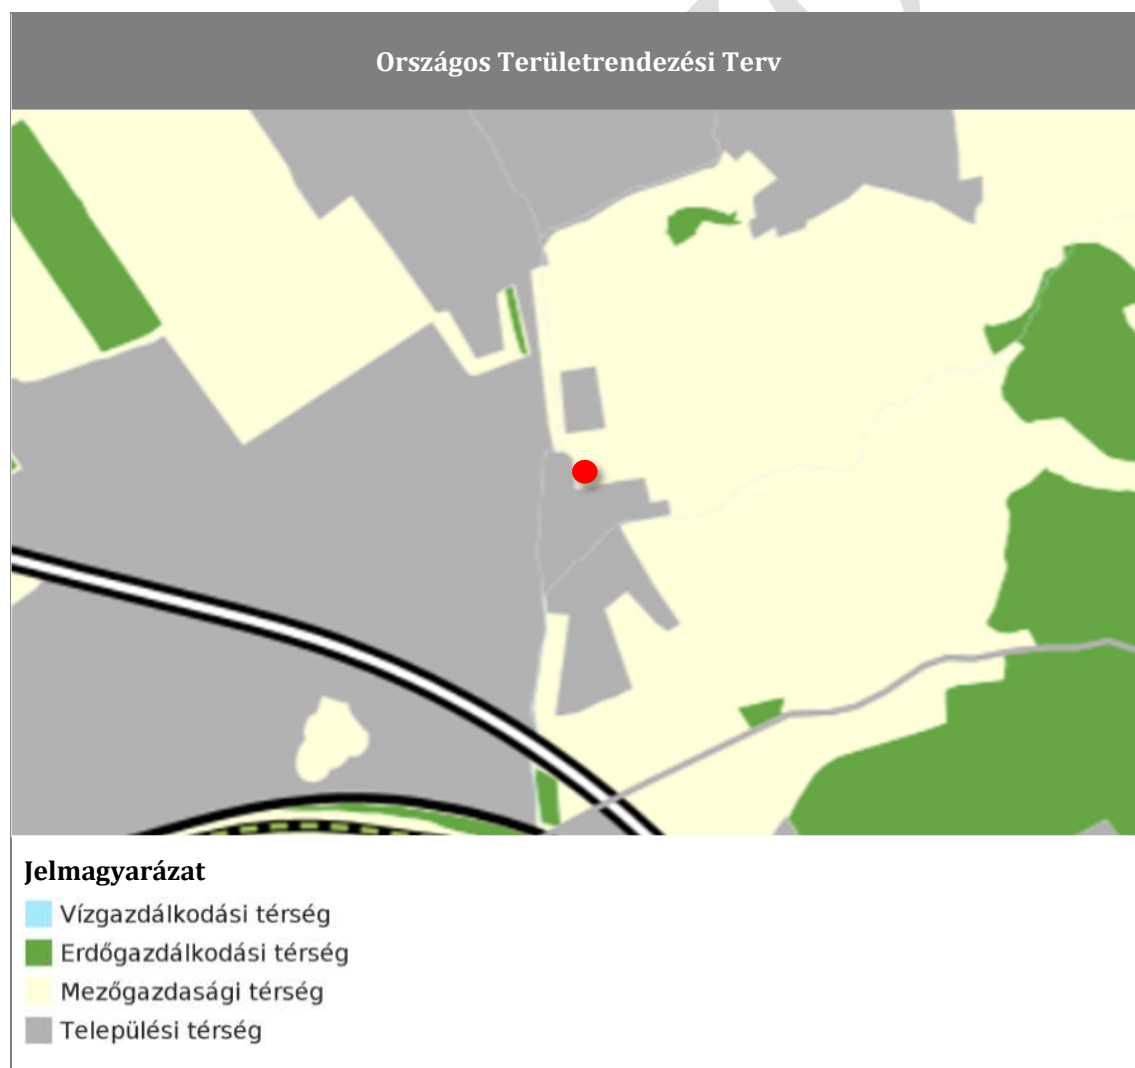 Országos Területrendezési Terv
Jelmagyarázat
Vízgazdálkodási térség
Erdőgazdálkodási térség
Mezőgazdasági térség
Települési térség